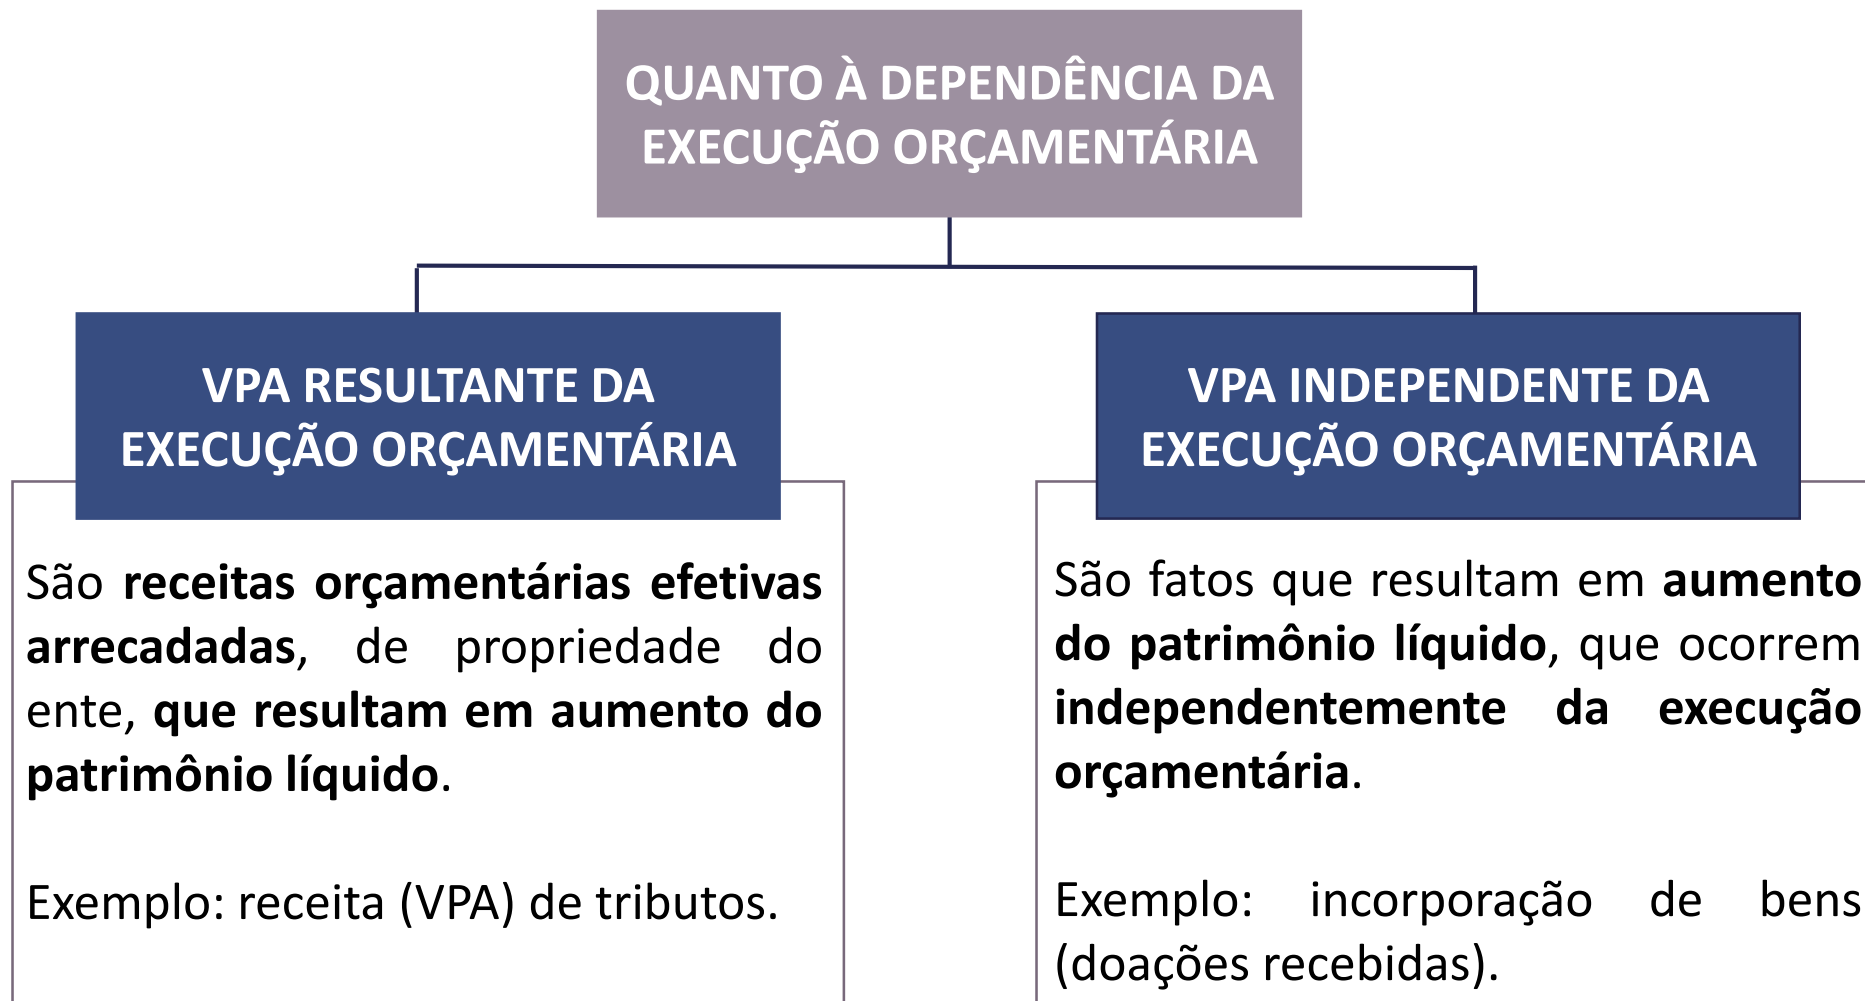 QUANTO À DEPENDÊNCIA DA
EXECUÇÃO ORÇAMENTÁRIA
VPA RESULTANTE DA
EXECUÇÃO ORÇAMENTÁRIA
São receitas orçamentárias efetivas
arrecadadas, de propriedade do
ente, que resultam em aumento do
patrimônio líquido.
Exemplo: receita (VPA) de tributos.
VPA INDEPENDENTE DA
EXECUÇÃO ORÇAMENTÁRIA
São fatos que resultam em aumento
do patrimônio líquido, que ocorrem
independentemente da execução
orçamentária.
Exemplo: incorporação de bens
(doações recebidas).